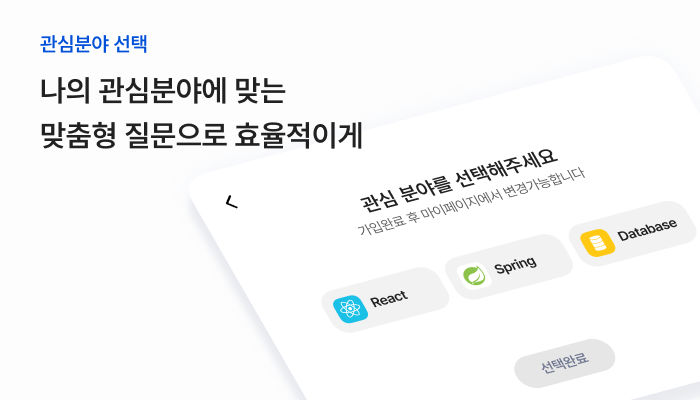 관심분야 선택
나의 관심분야에 맞는
맞춤형 질문으로 효율적이게
관심 분야를 선택해주세요
가입완료 후 마이페이지에서 변경가능합니다
React
Spring
Database
선택완료